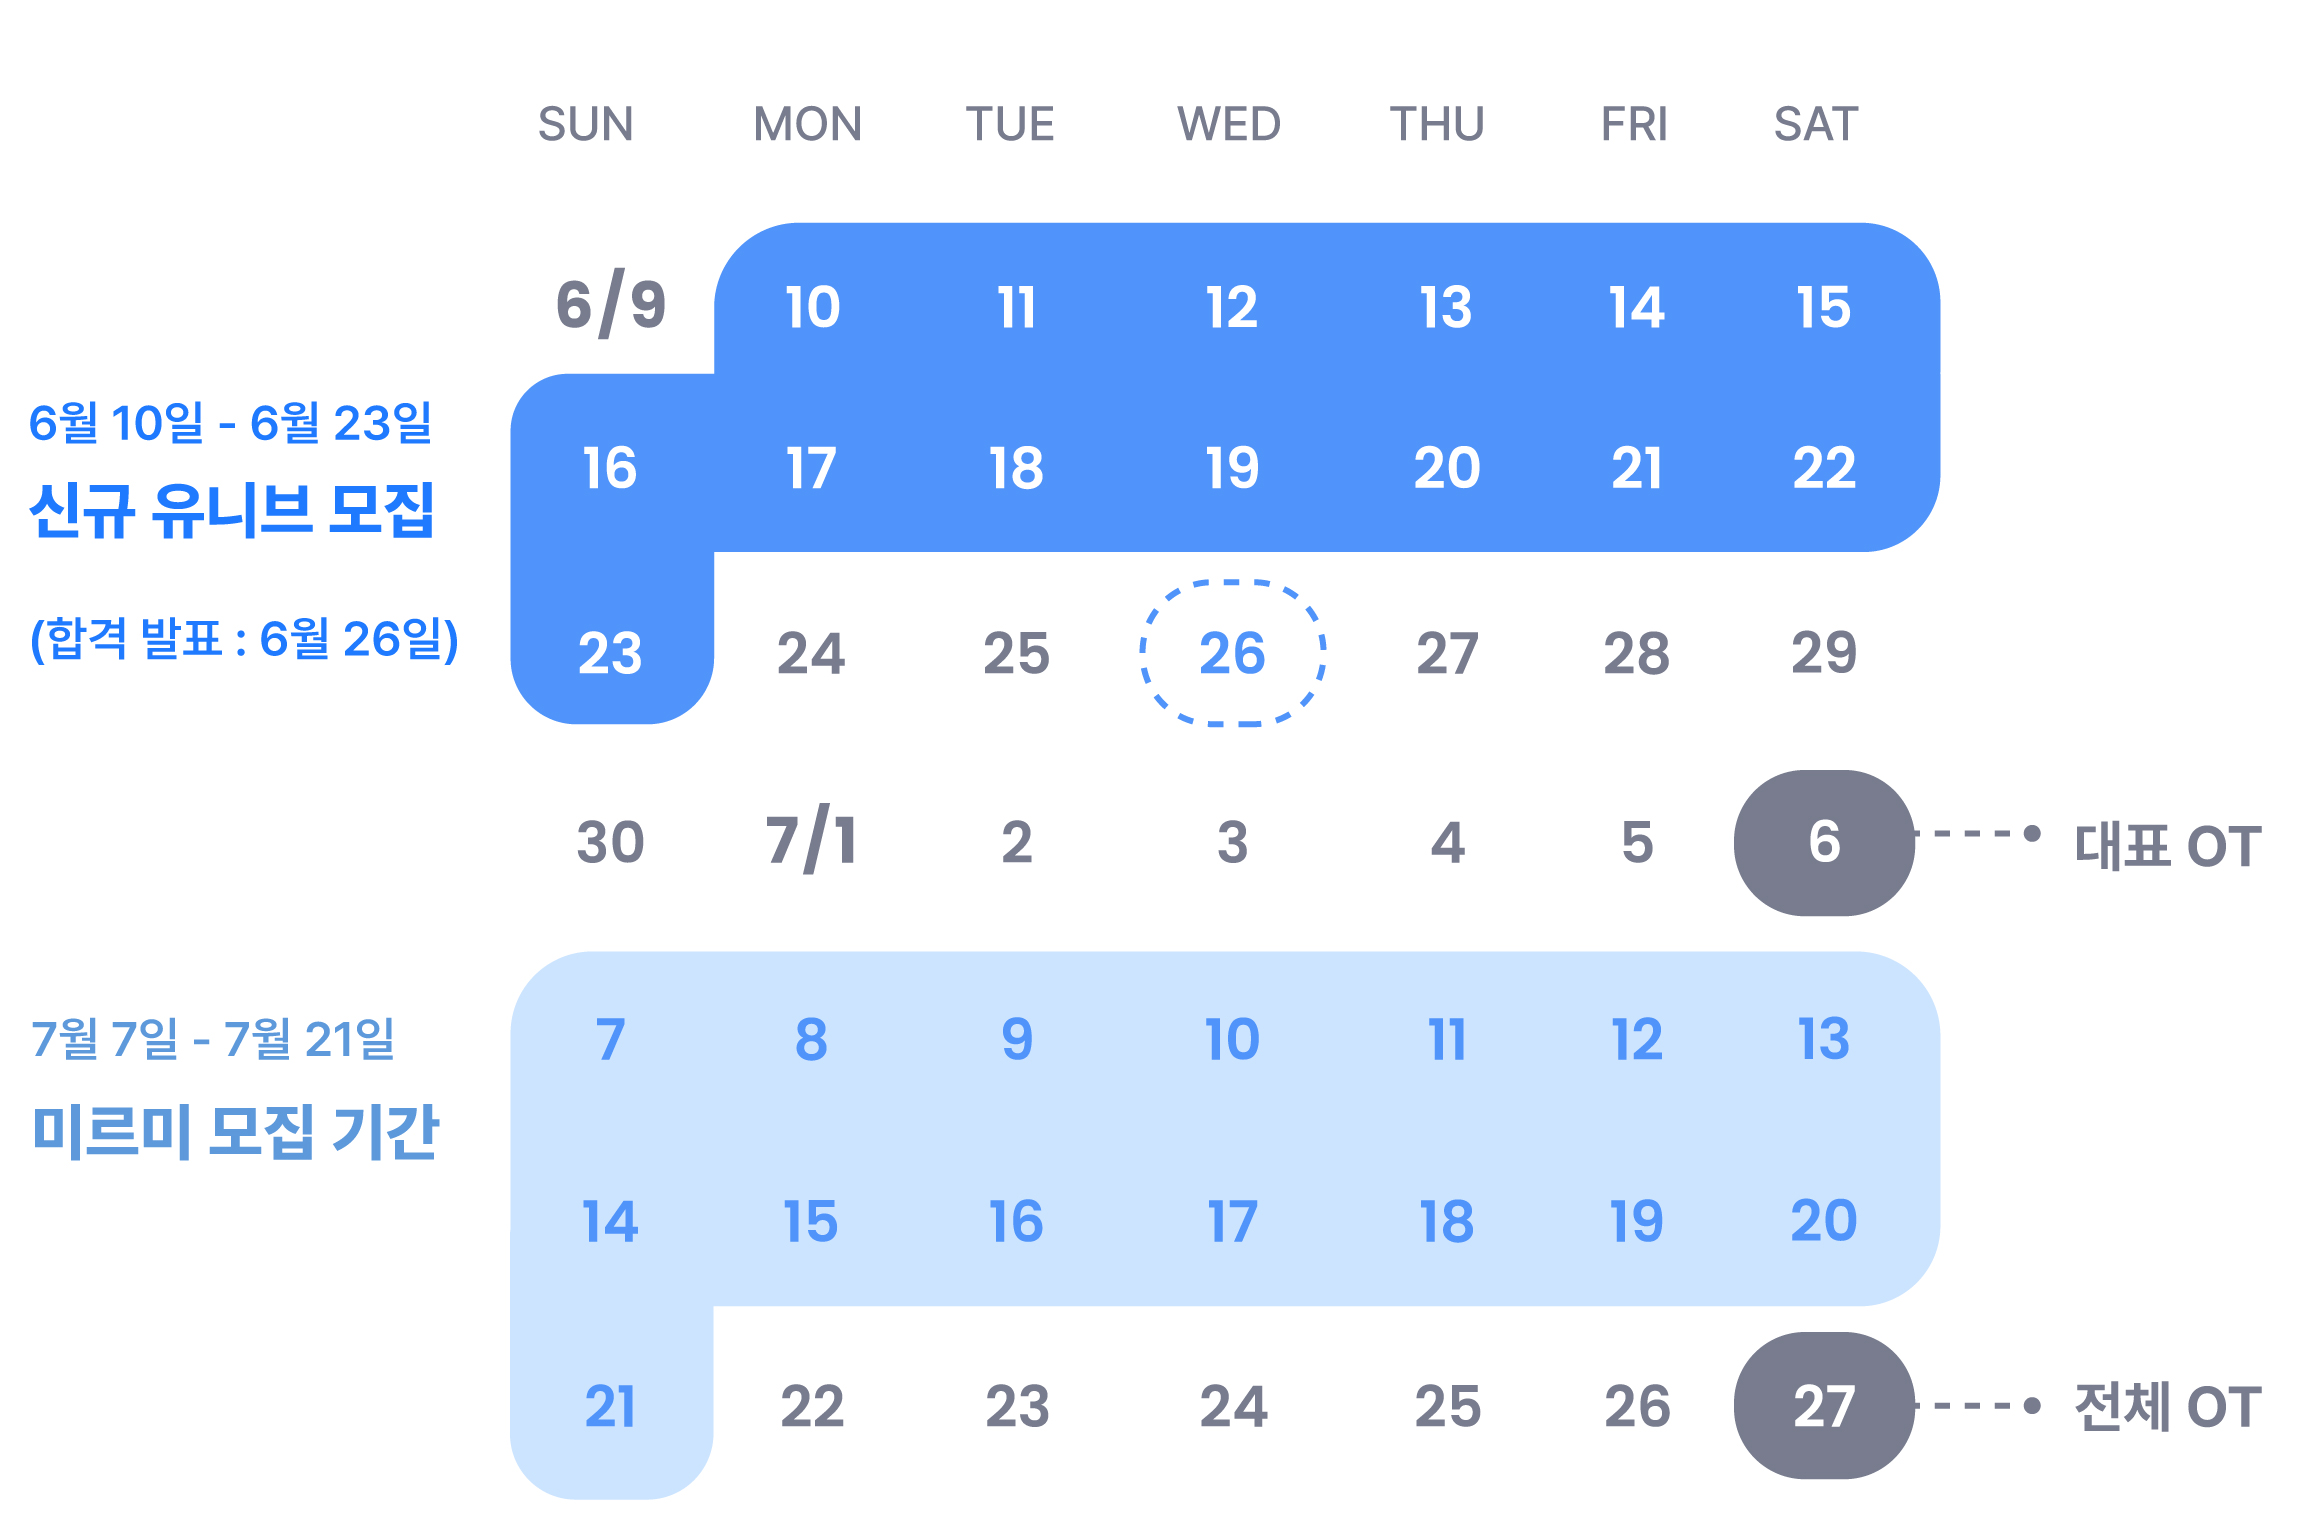 SUN MON TUE WED THU FRI SAT
6/9 10 11 12 13 14 15
6월 10일 - 6월 23일
신규 유니브 모집
16 17 18 19 20 21 22
(합격 발표 : 6월 26일)
23 24 25 26 27 28 29
30 7/1 2 3 4 5 6 대표 OT
7월 7일 - 7월 21일
미르미 모집 기간
7 8 9 10 11 12 13
14 15 16 17 18 19 20
21 22 23 24 25 26 27 전체 OT